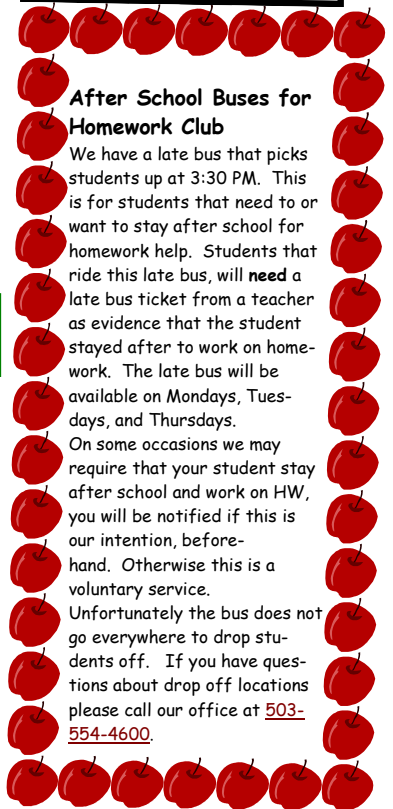 After School Buses for
Homework Club
We have a late bus that picks
students up at 3:30 PM.  This
is for students that need to or
want to stay after school for
homework help.  Students that
ride this late bus, will need a
late bus ticket from a teacher
as evidence that the student
stayed after to work on home-
work.  The late bus will be
available on Mondays, Tues-
days, and Thursdays.
On some occasions we may
require that your student stay
after school and work on HW,
you will be notified if this is
our intention, before-
hand.  Otherwise this is a
voluntary service.
Unfortunately the bus does not
go everywhere to drop stu-
dents off.   If you have ques-
tions about drop off locations
please call our office at 503-
554-4600.